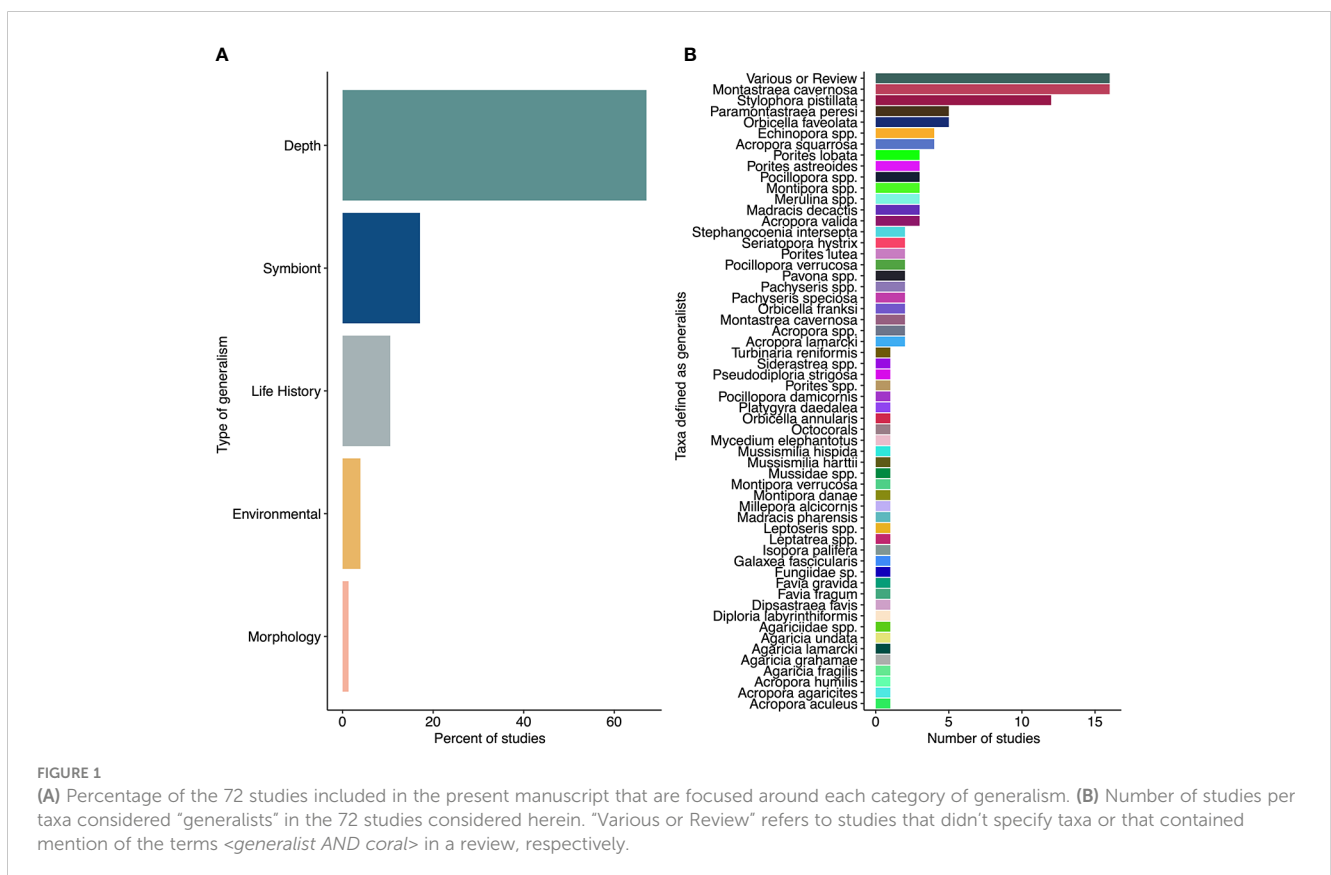 A
Type of generalism
Depth
Symbiont
Life History
Environmental
Morphology
0 20 40 60
Percent of studies
B
Taxa defined as generalists
Various or Review
Montastraea cavernosa
Stylophora pistillata
Paramontastraea peresi
Orbicella faveolata
Echinopora spp.
Acropora squarrosa
Porites lobata
Porites astreoides
Pocillopora spp.
Montipora spp.
Merulina spp.
Madracis decactis
Acropora valida
Stephanocoenia intersepta
Seriatopora hystrix
Porites lutea
Pocillopora verrucosa
Pavona spp.
Pachyseris spp.
Pachyseris speciosa
Orbicella franksi
Montastrea cavernosa
Acropora spp.
Acropora lamarcki
Turbinaria reniformis
Siderastrea spp.
Pseudodiploria strigosa
Porites spp.
Pocillopora damicornis
Platygyra daedalea
Orbicella annularis
Octocorals
Mycedium elephantotus
Mussismilia hispida
Mussismilia harttii
Mussidae spp.
Montipora verrucosa
Montipora danae
Millepora alcicornis
Madracis pharensis
Leptoseris spp.
Leptatrea spp.
Isopora palifera
Galaxea fascicularis
Fungiidae sp.
Favia gravida
Favia fragum
Dipsastraea favis
Diploria labyrinthiformis
Agariciidae spp.
Agaricia undata
Agaricia lamarcki
Agaricia grahamae
Agaricia fragilis
Acropora humilis
Acropora agaricites
Acropora aculeus
0 5 10 15
Number of studies
FIGURE 1
(A) Percentage of the 72 studies included in the present manuscript that are focused around each category of generalism. (B) Number of studies per
taxa considered “generalists” in the 72 studies considered herein. “Various or Review” refers to studies that didn’t specify taxa or that contained
mention of the terms <generalist AND coral> in a review, respectively.